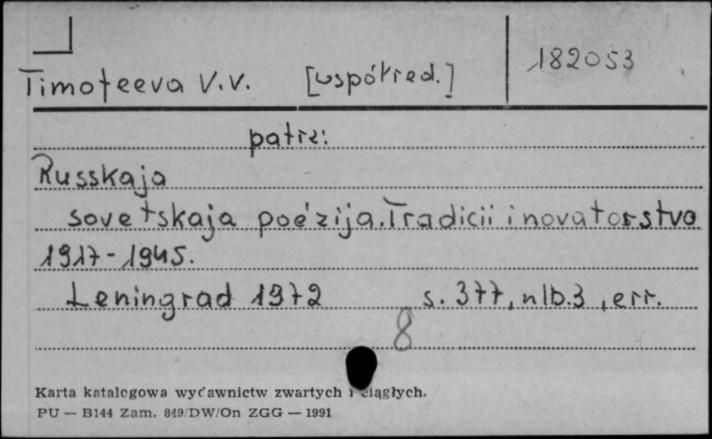 Timofeeva V.V. [współred.] 182053
patrz:
Russkaja
sovetskaja poézija. Tradicii i novatorstvo
1917-1945.
Leningrad 1972 s. 377, nlb. 3, err.
8
Karta katalogowa wydawnictw zwartych i ciągłych.
PU — B144 Zam. 849/DW/On ZGG — 1991